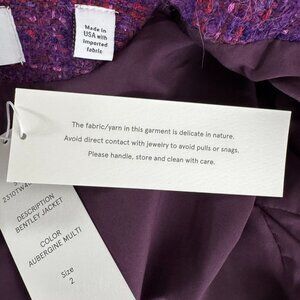 Made in
USA with
imported
fabric
The fabric/yarn in this garment is delicate in nature.
Avoid direct contact with jewelry to avoid pulls or snags.
Please handle, store and clean with care.
DESCRIPTION
BENTLEY JACKET
COLOR
AUBERGINE MULTI
Size
2